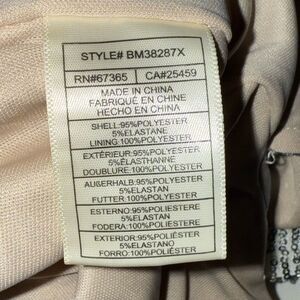 STYLE# BM38287X
RN#67365 CA#25459
MADE IN CHINA
FABRIQUÉ EN CHINE
HECHO EN CHINA
SHELL:95%POLYESTER
5%ELASTANE
LINING:100%POLYESTER
EXTÉRIEUR:95%POLYESTER
5%ÉLASTHANNE
DOUBLURE:100%POLYESTER
AUßERHALB:95%POLYESTER
5%ELASTAN
FUTTER:100%POLYESTER
ESTERNO:95%POLIESTERE
5%ELASTAN
FODERA:100%POLIESTERE
EXTERIOR:95%POLIÉSTER
5%ELASTANO
FORRO:100%POLIÉSTER